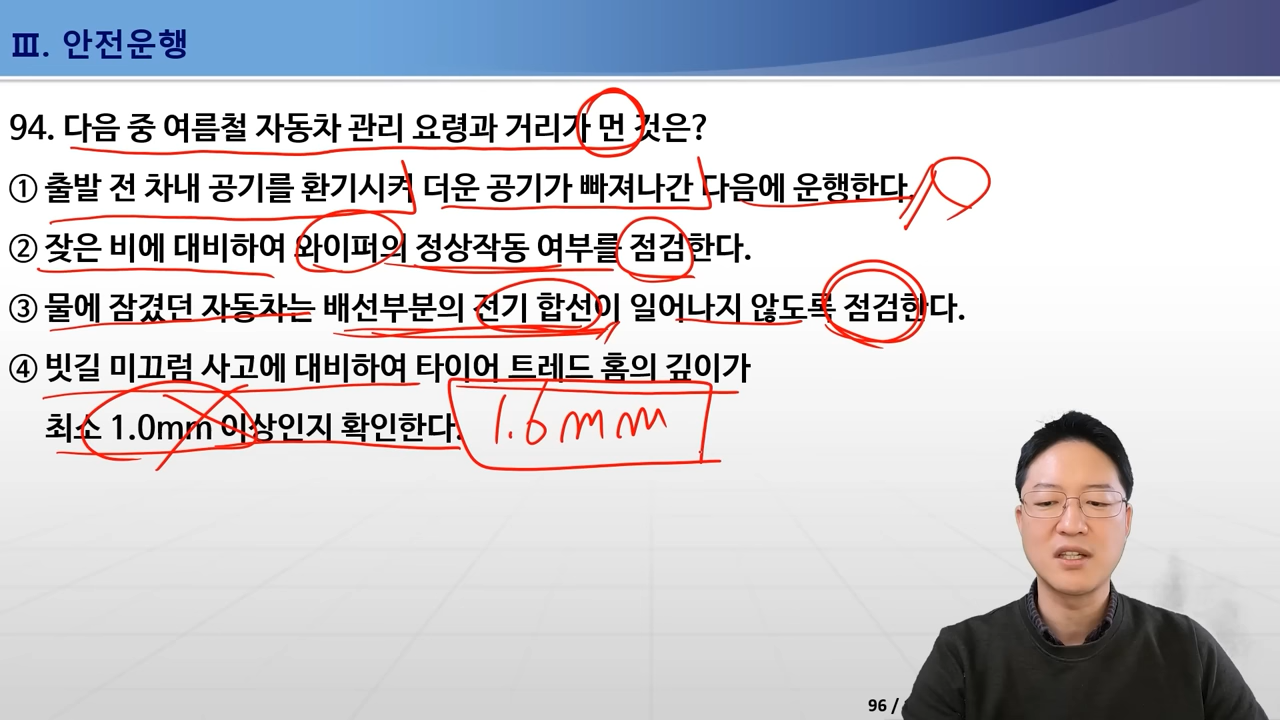 Ⅲ. 안전운행
94. 다음 중 여름철 자동차 관리 요령과 거리가 먼 것은?
① 출발 전 차내 공기를 환기시켜 더운 공기가 빠져나간 다음에 운행한다.
② 잦은 비에 대비하여 와이퍼의 정상작동 여부를 점검한다.
③ 물에 잠겼던 자동차는 배선부분의 전기 합선이 일어나지 않도록 점검한다.
④ 빗길 미끄럼 사고에 대비하여 타이어 트레드 홈의 깊이가
최소 1.0mm 이상인지 확인한다. 1.6mm
96 /